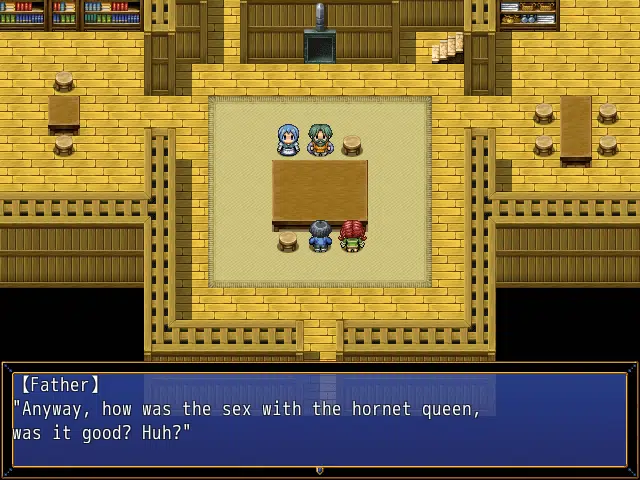 【Father】
"Anyway, how was the sex with the hornet queen,
was it good? Huh?"